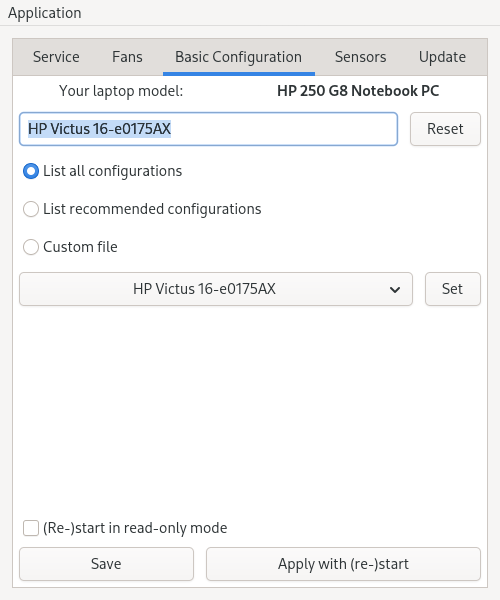 Application
Service Fans Basic Configuration Sensors Update
Your laptop model: HP 250 G8 Notebook PC
HP Victus 16-e0175AX Reset
List all configurations
List recommended configurations
Custom file
HP Victus 16-e0175AX Set
(Re-)start in read-only mode
Save Apply with (re-)start